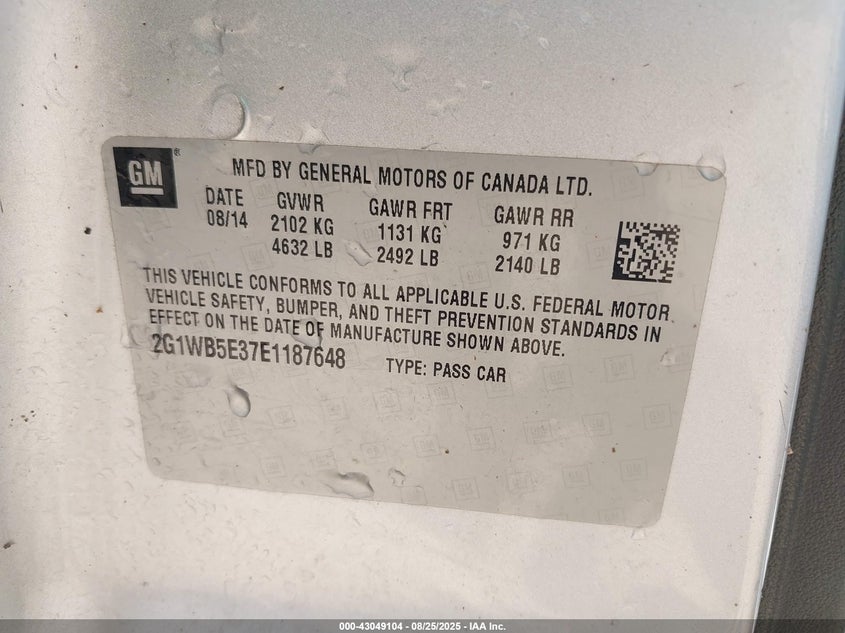 GM
MFD BY GENERAL MOTORS OF CANADA LTD.
DATE GVWR GAWR FRT GAWR RR
08/14 2102 KG 1131 KG 971 KG
4632 LB 2492 LB 2140 LB
THIS VEHICLE CONFORMS TO ALL APPLICABLE U.S. FEDERAL MOTOR
VEHICLE SAFETY, BUMPER, AND THEFT PREVENTION STANDARDS IN
EFFECT ON THE DATE OF MANUFACTURE SHOWN ABOVE.
2G1WB5E37E1187648 TYPE: PASS CAR
000-43049104 - 08/25/2025 - IAA Inc.